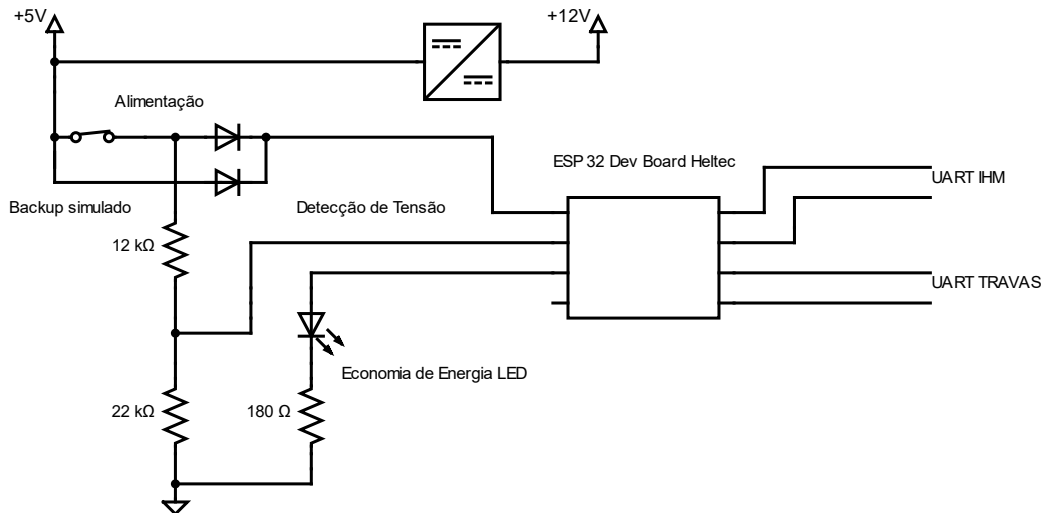 +5V
+12V
Alimentação
ESP 32 Dev Board Heltec
UART IHM
Backup simulado
Detecção de Tensão
12 kΩ
UART TRAVAS
Economia de Energia LED
22 kΩ
180 Ω